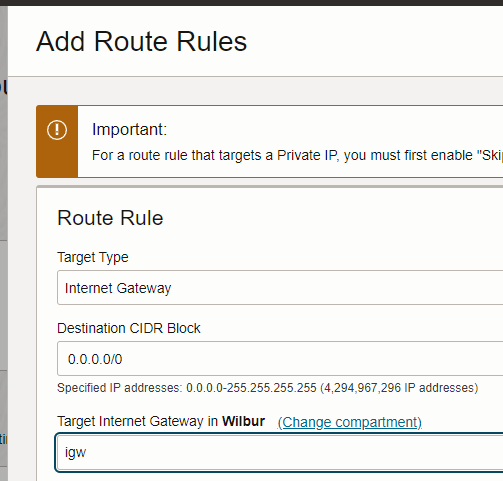 Add Route Rules
Important:
For a route rule that targets a Private IP, you must first enable "Ski
Route Rule
Target Type
Internet Gateway
Destination CIDR Block
0.0.0.0/0
Specified IP addresses: 0.0.0.0-255.255.255.255 (4,294,967,296 IP addresses)
Target Internet Gateway in Wilbur (Change compartment)
igw